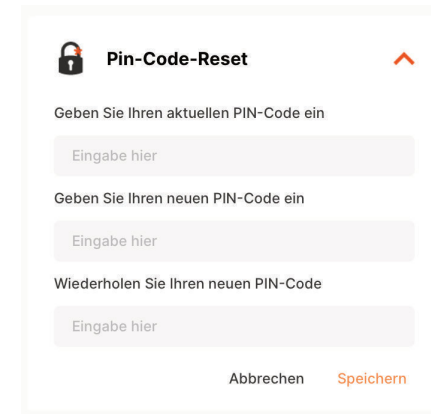 Pin-Code-Reset
Geben Sie Ihren aktuellen PIN-Code ein
Eingabe hier
Geben Sie Ihren neuen PIN-Code ein
Eingabe hier
Wiederholen Sie Ihren neuen PIN-Code
Eingabe hier
Abbrechen Speichern